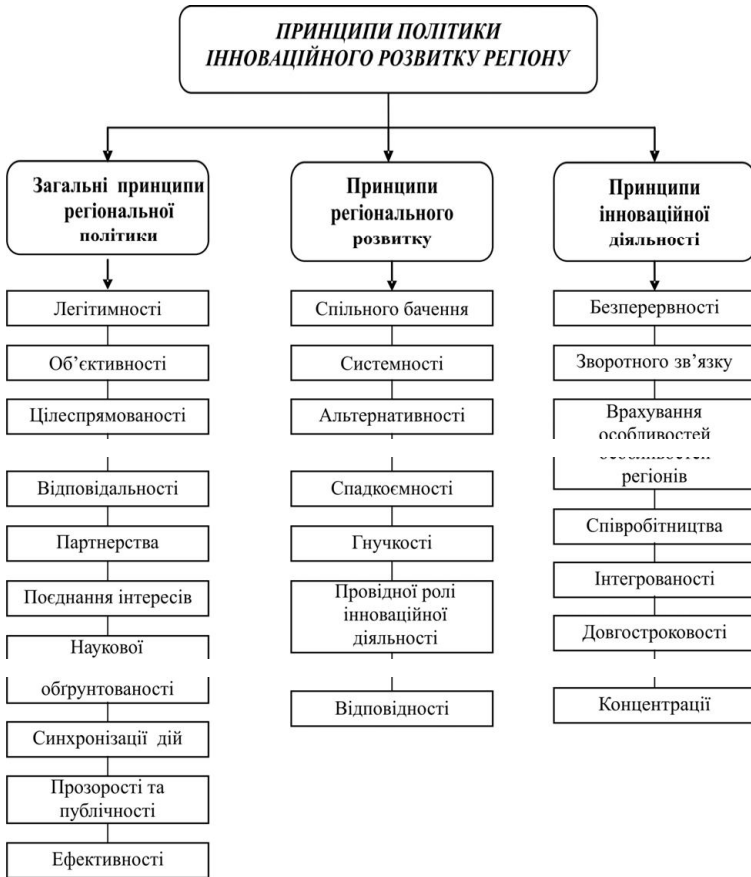 ПРИНЦИПИ ПОЛІТИКИ
ІННОВАЦІЙНОГО РОЗВИТКУ РЕГІОНУ
Загальні принципи
регіональної
політики
Легітимності
Об’єктивності
Цілеспрямованості
Відповідальності
Партнерства
Поєднання інтересів
Наукової
обґрунтованості
Синхронізації дій
Прозорості та
публічності
Ефективності
Принципи
регіонального
розвитку
Спільного бачення
Системності
Альтернативності
Спадкоємності
Гнучкості
Провідної ролі
інноваційної
діяльності
Відповідності
Принципи
інноваційної
діяльності
Безперервності
Зворотного зв’язку
Врахування
особливостей
особливостей
регіонів
Співробітництва
Інтегрованості
Довгостроковості
Концентрації